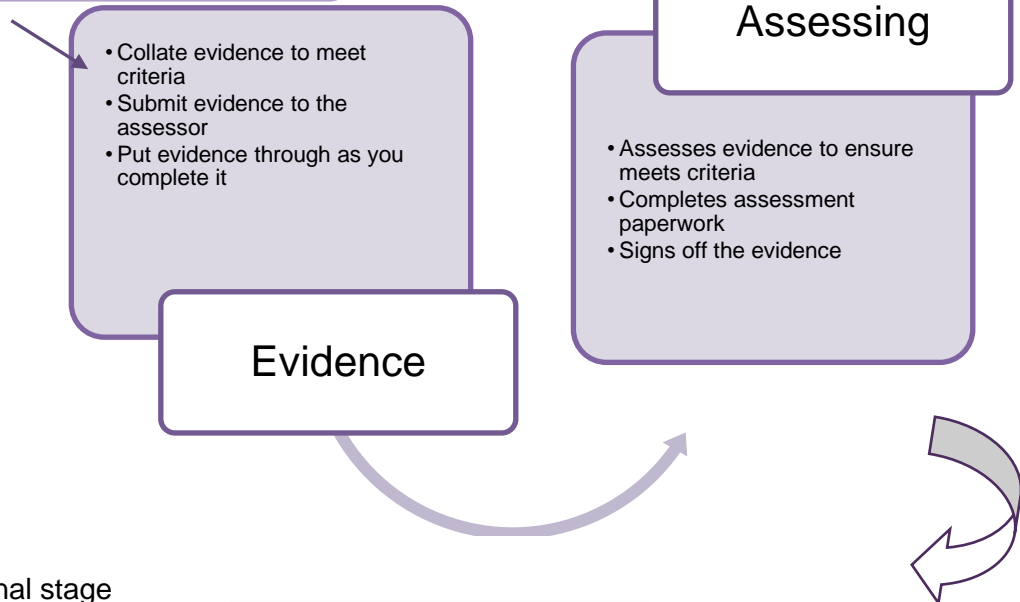 • Collate evidence to meet
criteria
• Submit evidence to the
assessor
• Put evidence through as you
complete it
Evidence
Assessing
• Assesses evidence to ensure
meets criteria
• Completes assessment
paperwork
• Signs off the evidence
stage